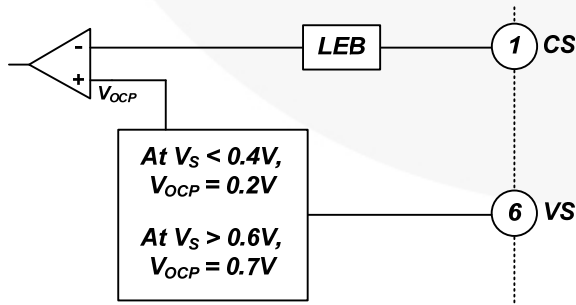 - LEB 1 CS
+ V_OCP
At V_S < 0.4V,
V_OCP = 0.2V
At V_S > 0.6V,
V_OCP = 0.7V
6 VS